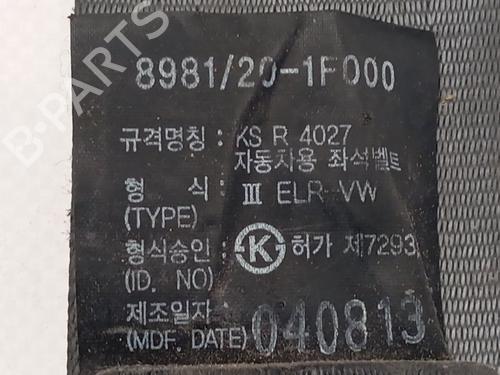 8981/20-1F000
규격명칭 : KS R 4027
자동차용 좌석벨트
형 식 : Ⅲ ELR-VW
(TYPE)
형식승인 : K 허가 제7293
(ID. NO)
제조일자 : 040813
(MDF. DATE)
B-PARTS